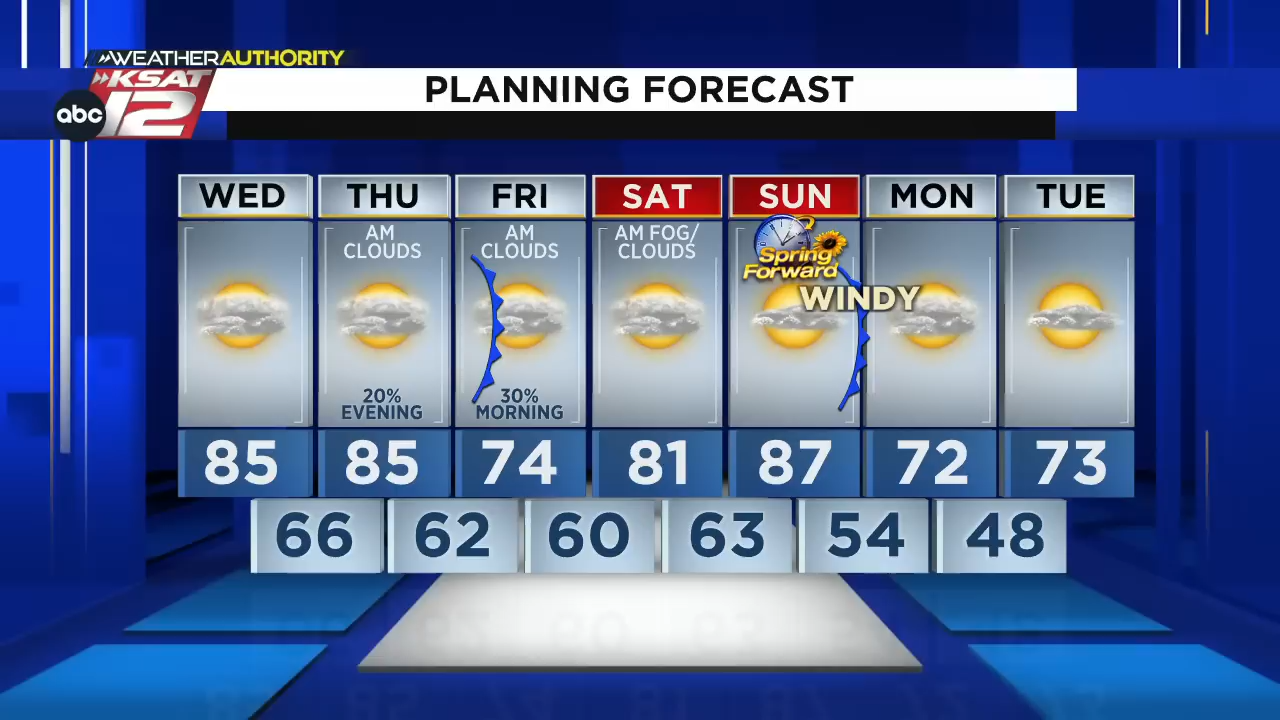 WEATHERAUTHORITY
KSAT
abc
12
PLANNING FORECAST
WED
THU
FRI
SAT
SUN
MON
TUE
AM
CLOUDS
AM
CLOUDS
AM FOG/
CLOUDS
Spring
Forward
WINDY
20%
EVENING
30%
MORNING
85
85
74
81
87
72
73
66
62
60
63
54
48